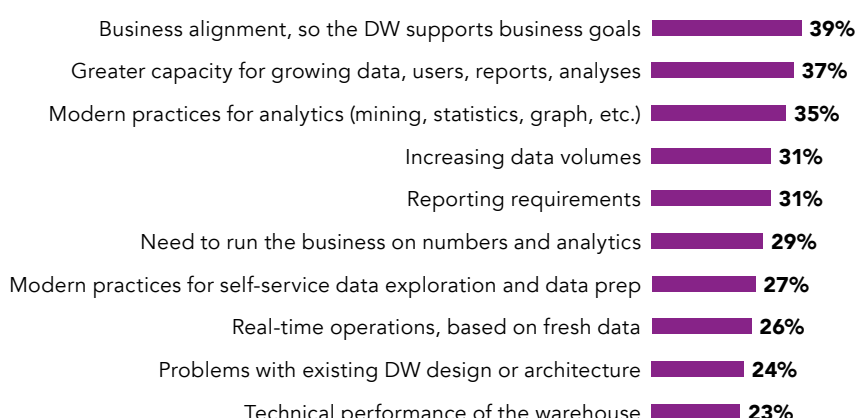 Business alignment, so the DW supports business goals 39%
Greater capacity for growing data, users, reports, analyses 37%
Modern practices for analytics (mining, statistics, graph, etc.) 35%
Increasing data volumes 31%
Reporting requirements 31%
Need to run the business on numbers and analytics 29%
Modern practices for self-service data exploration and data prep 27%
Real-time operations, based on fresh data 26%
Problems with existing DW design or architecture 24%
Technical performance of the warehouse 23%